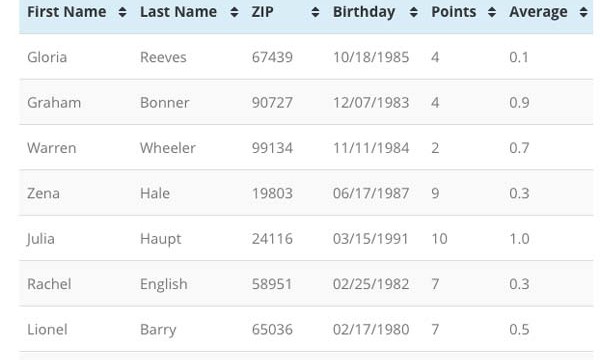 First Name Last Name ZIP Birthday Points Average
Gloria Reeves 67439 10/18/1985 4 0.1
Graham Bonner 90727 12/07/1983 4 0.9
Warren Wheeler 99134 11/11/1984 2 0.7
Zena Hale 19803 06/17/1987 9 0.3
Julia Haupt 24116 03/15/1991 10 1.0
Rachel English 58951 02/25/1982 7 0.3
Lionel Barry 65036 02/17/1980 7 0.5